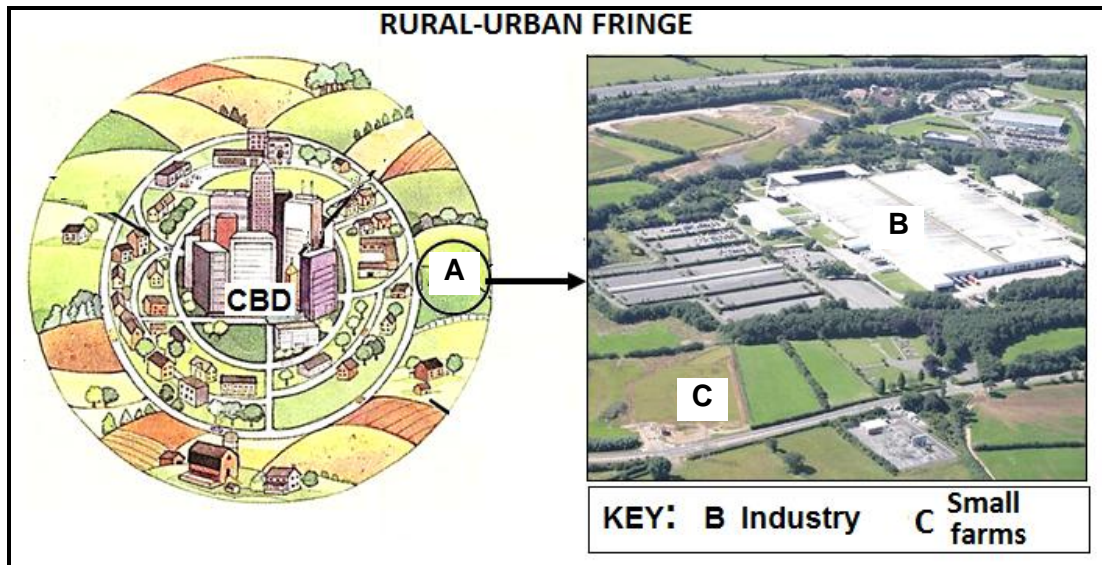 RURAL-URBAN FRINGE
CBD
A
B
C
KEY: B Industry C Small farms